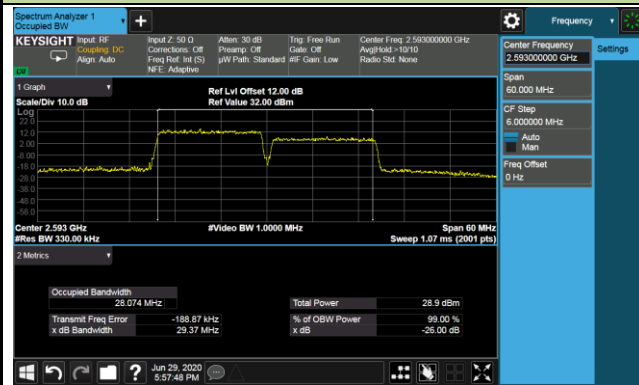 Spectrum Analyzer 1
Occupied BW
Frequency
KEYSIGHT
Input: RF
Coupling: DC
Align: Auto
Input Z: 50 Ω
Corrections: Off
Freq Ref: Int (S)
NFE: Adaptive
Atten: 30 dB
Preamp: Off
µW Path: Standard
Trig: Free Run
Gate: Off
#IF Gain: Low
Center Freq: 2.593000000 GHz
Avg|Hold:>10/10
Radio Std: None
Center Frequency
2.593000000 GHz
Settings
Span
60.000 MHz
CF Step
6.000000 MHz
Auto
Man
Freq Offset
0 Hz
1 Graph
Scale/Div 10.0 dB
Ref Lvl Offset 12.00 dB
Ref Value 32.00 dBm
Log
22.0
12.0
2.00
-8.00
-18.0
-28.0
-38.0
-48.0
-58.0
Center 2.593 GHz
#Res BW 330.00 kHz
#Video BW 1.0000 MHz
Span 60 MHz
Sweep 1.07 ms (2001 pts)
2 Metrics
Occupied Bandwidth
28.074 MHz
Total Power
28.9 dBm
Transmit Freq Error
-188.87 kHz
% of OBW Power
99.00 %
x dB Bandwidth
29.37 MHz
x dB
-26.00 dB
Jun 29, 2020
5:57:48 PM